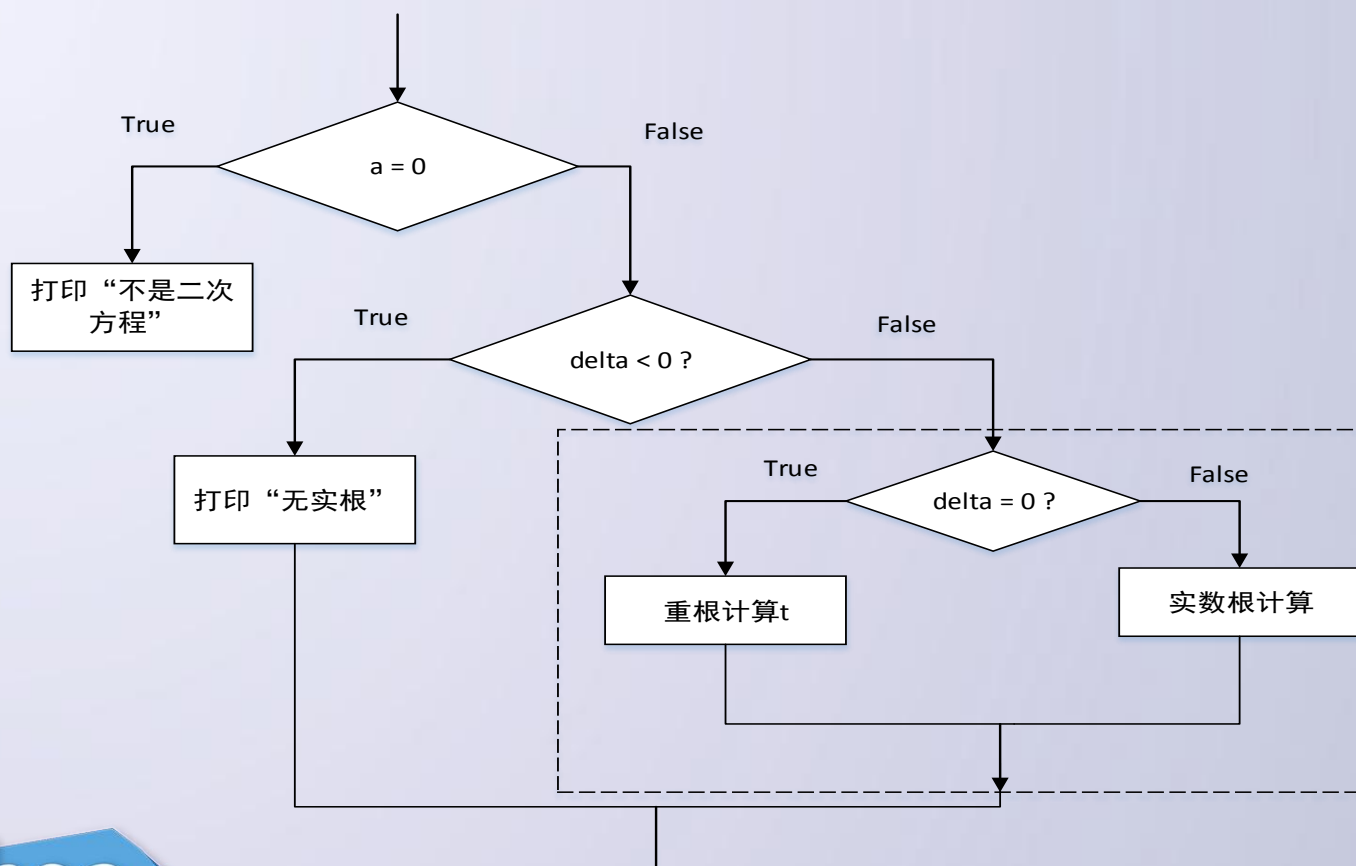 True
False
a = 0
打印“不是二次
方程”
True
False
delta < 0 ?
打印“无实根”
True
False
delta = 0 ?
重根计算t
实数根计算